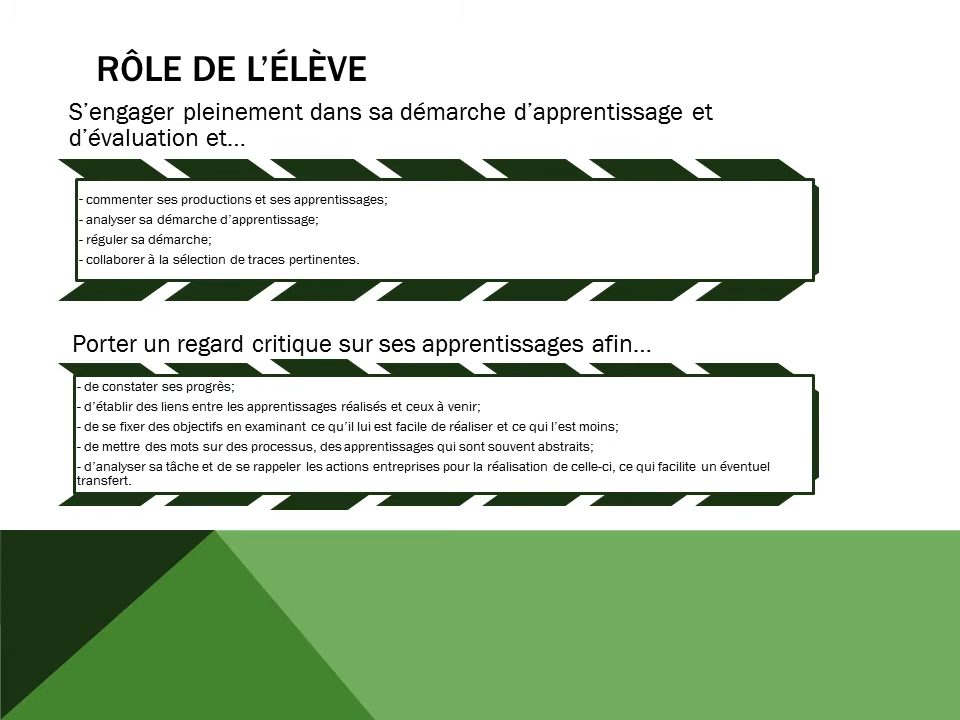 RÔLE DE L’ÉLÈVE
S’engager pleinement dans sa démarche d’apprentissage et
d’évaluation et…
- commenter ses productions et ses apprentissages;
- analyser sa démarche d’apprentissage;
- réguler sa démarche;
- collaborer à la sélection de traces pertinentes.
Porter un regard critique sur ses apprentissages afin…
- de constater ses progrès;
- d’établir des liens entre les apprentissages réalisés et ceux à venir;
- de se fixer des objectifs en examinant ce qu’il lui est facile de réaliser et ce qui l’est moins;
- de mettre des mots sur des processus, des apprentissages qui sont souvent abstraits;
- d’analyser sa tâche et de se rappeler les actions entreprises pour la réalisation de celle-ci, ce qui facilite un éventuel
transfert.